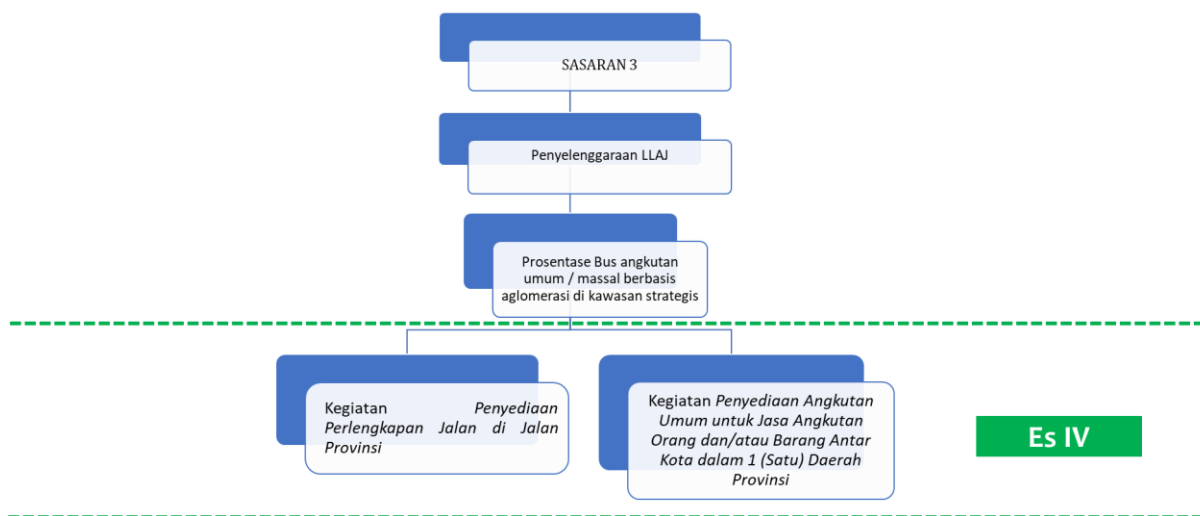 SASARAN 3
Penyelenggaraan LLAJ
Prosentase Bus angkutan
umum / massal berbasis
aglomerasi di kawasan strategis
Kegiatan Penyediaan
Perlengkapan Jalan di Jalan
Provinsi
Kegiatan Penyediaan Angkutan
Umum untuk Jasa Angkutan
Orang dan/atau Barang Antar
Kota dalam 1 (Satu) Daerah
Provinsi
Es IV